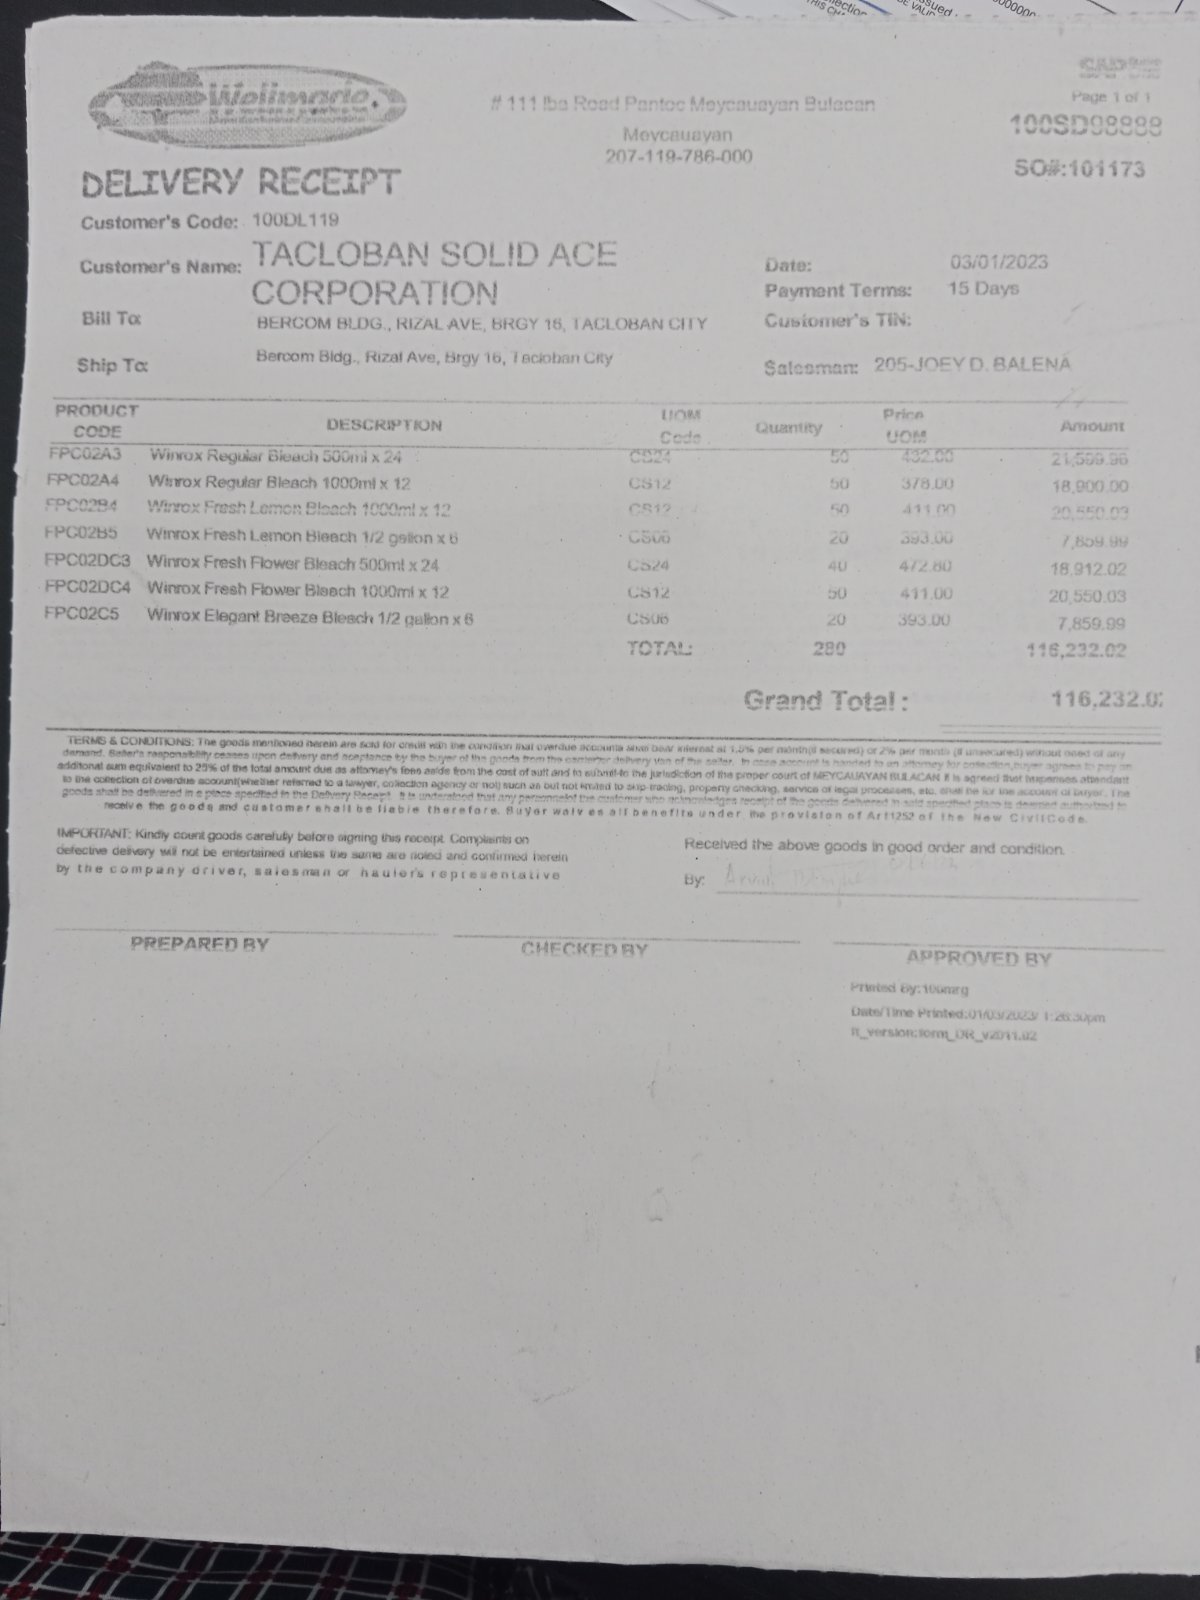 Wellmade
# 111 Iba Road Pantoc Meycauayan Bulacan
Meycauayan
207-119-786-000
Page 1 of 1
100SD98888
SO#:101173
DELIVERY RECEIPT
Customer's Code: 100DL119
Customer's Name: TACLOBAN SOLID ACE CORPORATION
Bill To: BERCOM BLDG., RIZAL AVE, BRGY 16, TACLOBAN CITY
Ship To: Bercom Bldg., Rizal Ave, Brgy 16, Tacloban City
Date: 03/01/2023
Payment Terms: 15 Days
Customer's TIN:
Salesman: 205-JOEY D. BALENA
PRODUCT CODE DESCRIPTION UOM Code Quantity Price UOM Amount
FPC02A3 Winrox Regular Bleach 500ml x 24 CS24 50 432.00 21,599.96
FPC02A4 Winrox Regular Bleach 1000ml x 12 CS12 50 378.00 18,900.00
FPC02B4 Winrox Fresh Lemon Bleach 1000ml x 12 CS12 50 411.00 20,550.03
FPC02B5 Winrox Fresh Lemon Bleach 1/2 gallon x 6 CS06 20 393.00 7,859.99
FPC02DC3 Winrox Fresh Flower Bleach 500ml x 24 CS24 40 472.80 18,912.02
FPC02DC4 Winrox Fresh Flower Bleach 1000ml x 12 CS12 50 411.00 20,550.03
FPC02C5 Winrox Elegant Breeze Bleach 1/2 gallon x 6 CS06 20 393.00 7,859.99
TOTAL: 280 116,232.02
Grand Total : 116,232.02
TERMS & CONDITIONS: The goods mentioned herein are sold for credit with the condition that overdue accounts shall bear interest at 1.5% per month(if secured) or 2% per month (if unsecured) without need of any
demand. Seller's responsibility ceases upon delivery and acceptance by the buyer of the goods from the carrier/or delivery van of the seller. In case account is handed to an attorney for collection,buyer agrees to pay an
additional sum equivalent to 25% of the total amount due as attorney's fees aside from the cost of suit and to submit to the jurisdiction of the proper court of MEYCAUAYAN BULACAN It is agreed that expenses attendant
to the collection of overdue account(whether referred to a lawyer, collection agency or not) such as but not limited to skip-tracing, property checking, service of legal processes, etc. shall be for the account of buyer. The
goods shall be delivered in a place specified in the Delivery Receipt. It is understood that any personnel of the customer who acknowledges receipt of the goods delivered in said specified place is deemed authorized to
receive the goods and customer shall be liable therefore. Buyer waives all benefits under the provision of Art1252 of the New CivilCode.
IMPORTANT: Kindly count goods carefully before signing this receipt. Complaints on
defective delivery will not be entertained unless the same are noted and confirmed herein
by the company driver, salesman or hauler's representative
Received the above goods in good order and condition.
By:
PREPARED BY
CHECKED BY
APPROVED BY
Printed By:100mrg
Date/Time Printed:01/03/2023/ 1:26:30pm
it_version:form_DR_v2011.02